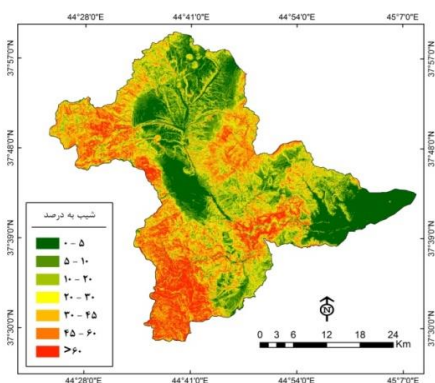 44°28'0"E 44°41'0"E 44°54'0"E 45°7'0"E
37°57'0"N 37°57'0"N
37°48'0"N 37°48'0"N
37°39'0"N 37°39'0"N
37°30'0"N 37°30'0"N
شیب به درصد
۰ - ۵
۵ - ۱۰
۱۰ - ۲۰
۲۰ - ۳۰
۳۰ - ۴۵
۴۵ - ۶۰
>۶۰
N
0 3 6 12 18 24
Km
44°28'0"E 44°41'0"E 44°54'0"E 45°7'0"E